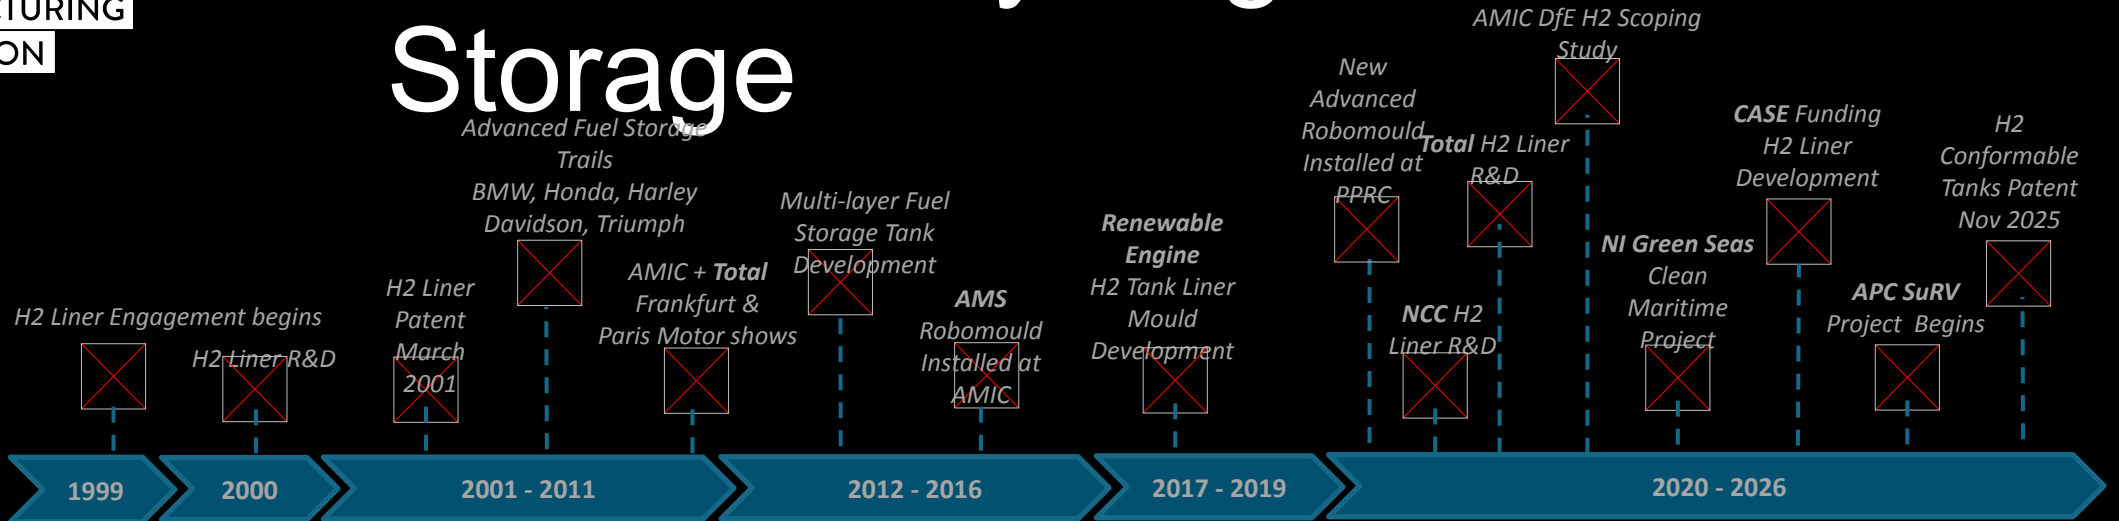 ON
Storage
H2 Liner Engagement begins
H2 Liner R&D
H2 Liner
Patent
March
2001
Advanced Fuel Storage
Trails
BMW, Honda, Harley
Davidson, Triumph
AMIC + Total
Frankfurt &
Paris Motor shows
Multi-layer Fuel
Storage Tank
Development
AMS
Robomould
Installed at
AMIC
Renewable
Engine
H2 Tank Liner
Mould
Development
New
Advanced
Robomould
Installed at
PPRC
NCC H2
Liner R&D
Total H2 Liner
R&D
AMIC DfE H2 Scoping
Study
NI Green Seas
Clean
Maritime
Project
CASE Funding
H2 Liner
Development
APC SuRV
Project Begins
H2
Conformable
Tanks Patent
Nov 2025
1999
2000
2001 - 2011
2012 - 2016
2017 - 2019
2020 - 2026